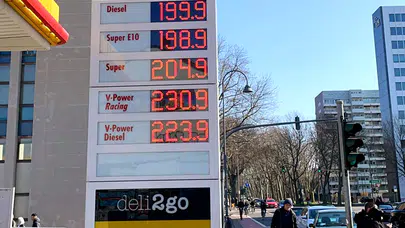 Diesel 199.9
Super E10 198.9
Super 204.9
V-Power
Racing 230.9
V-Power
Diesel 223.9
deli2go